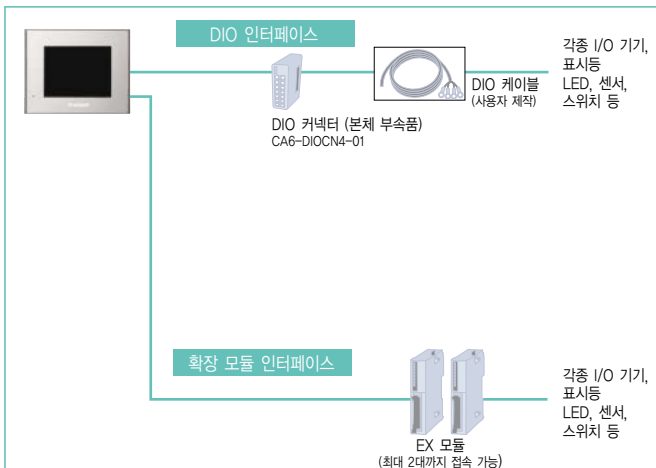 DIO 인터페이스
각종 I/O 기기,
표시등
LED, 센서,
스위치 등
DIO 케이블
(사용자 제작)
DIO 커넥터 (본체 부속품)
CA6-DIOCN4-01
확장 모듈 인터페이스
각종 I/O 기기,
표시등
LED, 센서,
스위치 등
EX 모듈
(최대 2대까지 접속 가능)